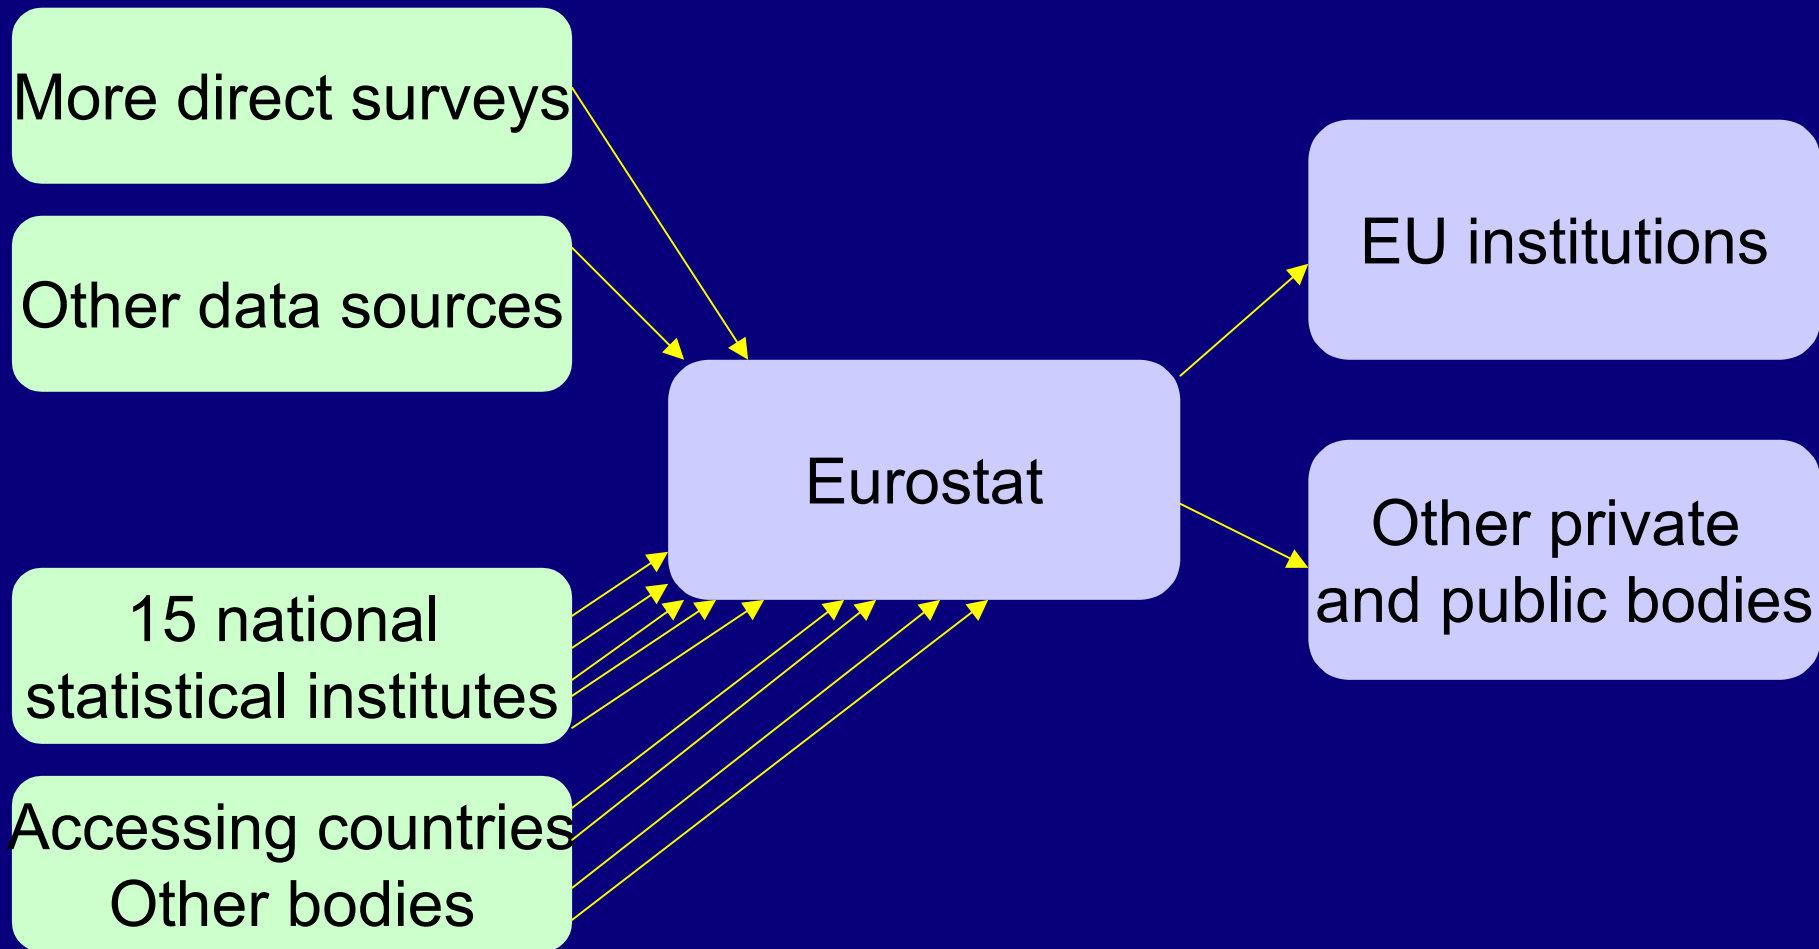 More direct surveys
Other data sources
15 national
statistical institutes
Accessing countries
Other bodies
Eurostat
EU institutions
Other private
and public bodies